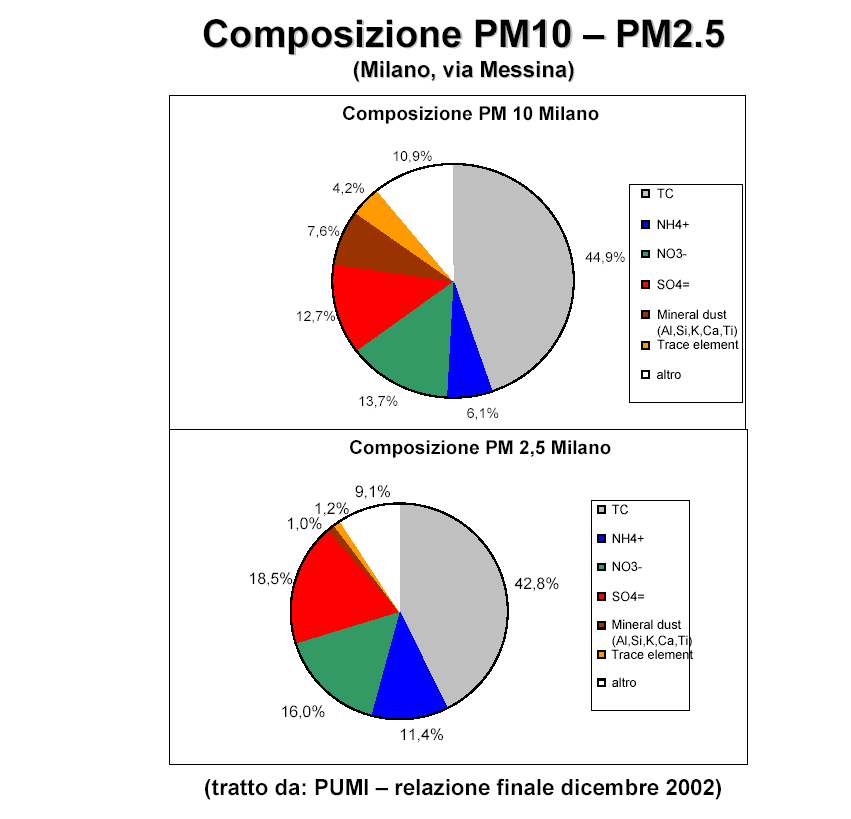 Composizione PM10 – PM2.5
(Milano, via Messina)
Composizione PM 10 Milano
10,9%
4,2%
7,6%
44,9%
12,7%
13,7%
6,1%
TC
NH4+
NO3-
SO4=
Mineral dust
(Al,Si,K,Ca,Ti)
Trace element
altro
Composizione PM 2,5 Milano
9,1%
1,2%
1,0%
18,5%
42,8%
16,0%
11,4%
TC
NH4+
NO3-
SO4=
Mineral dust
(Al,Si,K,Ca,Ti)
Trace element
altro
(tratto da: PUMI – relazione finale dicembre 2002)